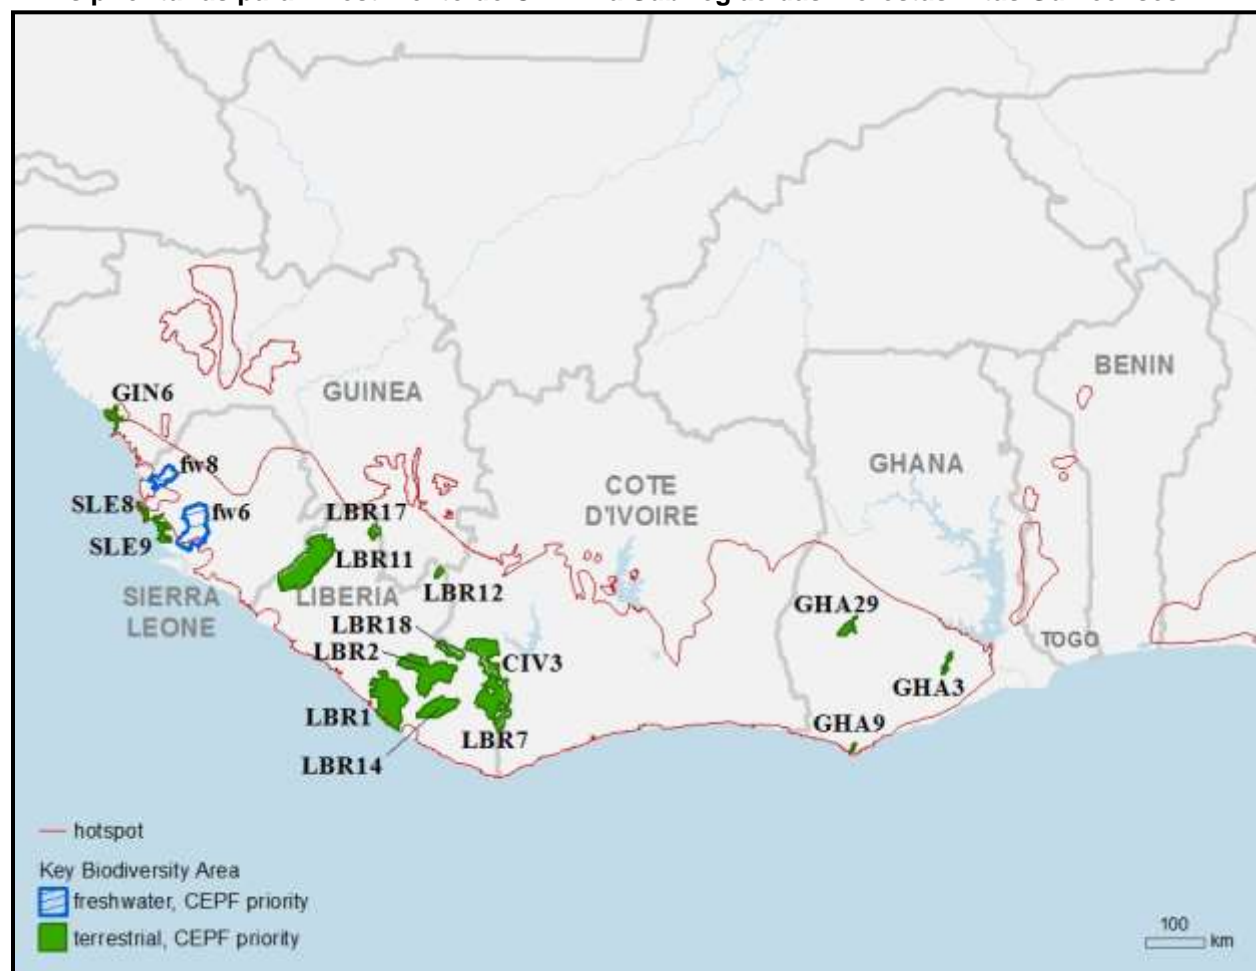 BENIN
GUINEA
GIN6
GHANA
fw8
COTE
D'IVOIRE
SLE8
fw6
LBR17
SLE9
LBR11
LBR12
SIERRA
LEONE
LIBERIA
GHA29
LBR18
TOGO
LBR2
CIV3
GHA3
LBR1
GHA9
LBR7
LBR14
hotspot
Key Biodiversity Area
freshwater, CEPF priority
terrestrial, CEPF priority
100
km